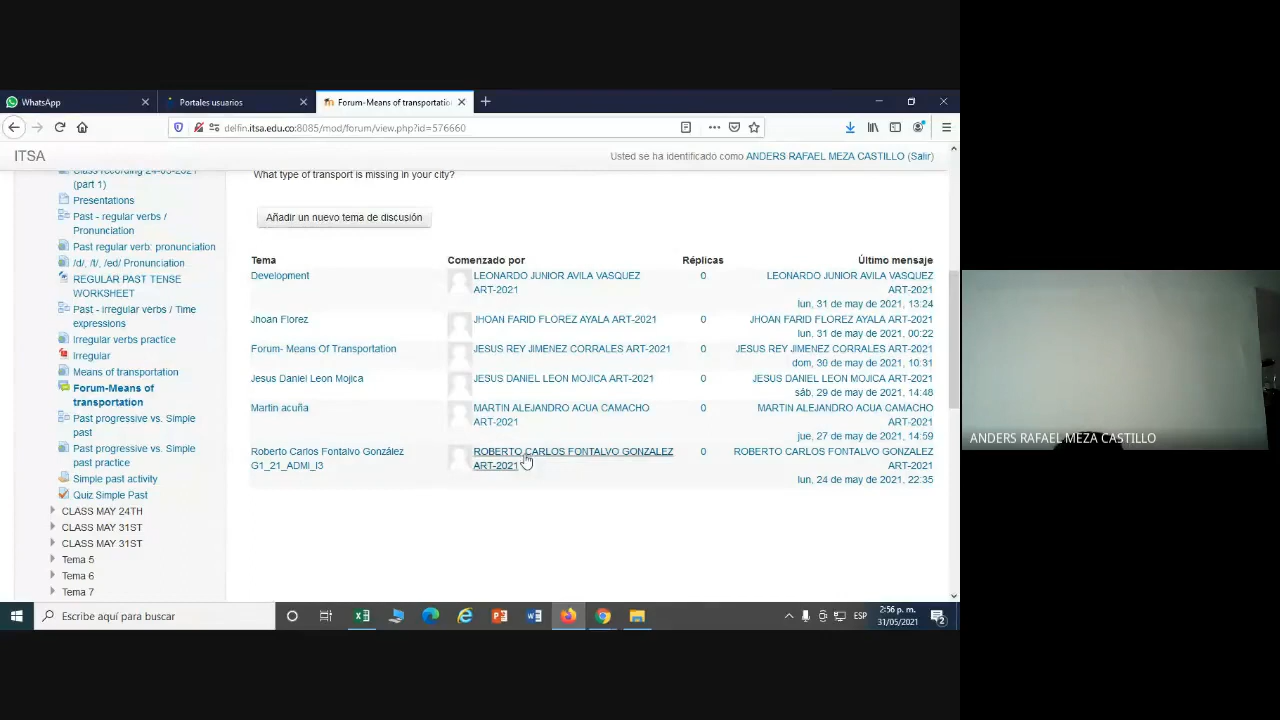 WhatsApp
Portales usuarios
Forum-Means of transportatio
delfin.itsa.edu.co:8085/mod/forum/view.php?id=576660
ITSA
Usted se ha identificado como ANDERS RAFAEL MEZA CASTILLO (Salir)
Class recording 24-05-2021
(part 1)
Presentations
Past - regular verbs /
Pronunciation
Past regular verb: pronunciation
/d/, /t/, /ed/ Pronunciation
REGULAR PAST TENSE
WORKSHEET
Past - irregular verbs / Time
expressions
Irregular verbs practice
Irregular
Means of transportation
Forum-Means of
transportation
Past progressive vs. Simple
past
Past progressive vs. Simple
past practice
Simple past activity
Quiz Simple Past
CLASS MAY 24TH
CLASS MAY 31ST
CLASS MAY 31ST
Tema 5
Tema 6
Tema 7
What type of transport is missing in your city?
Añadir un nuevo tema de discusión
Tema Comenzado por Réplicas Último mensaje
Development LEONARDO JUNIOR AVILA VASQUEZ 0 LEONARDO JUNIOR AVILA VASQUEZ
ART-2021 ART-2021
lun, 31 de may de 2021, 13:24
Jhoan Florez JHOAN FARID FLOREZ AYALA ART-2021 0 JHOAN FARID FLOREZ AYALA ART-2021
lun, 31 de may de 2021, 00:22
Forum- Means Of Transportation JESUS REY JIMENEZ CORRALES ART-2021 0 JESUS REY JIMENEZ CORRALES ART-2021
dom, 30 de may de 2021, 10:31
Jesus Daniel Leon Mojica JESUS DANIEL LEON MOJICA ART-2021 0 JESUS DANIEL LEON MOJICA ART-2021
sáb, 29 de may de 2021, 14:48
Martin acuña MARTIN ALEJANDRO ACUA CAMACHO 0 MARTIN ALEJANDRO ACUA CAMACHO
ART-2021 ART-2021
jue, 27 de may de 2021, 14:59
Roberto Carlos Fontalvo González ROBERTO CARLOS FONTALVO GONZALEZ 0 ROBERTO CARLOS FONTALVO GONZALEZ
G1_21_ADMI_I3 ART-2021 ART-2021
lun, 24 de may de 2021, 22:35
ANDERS RAFAEL MEZA CASTILLO
Escribe aquí para buscar
ESP
2:56 p. m.
31/05/2021
2